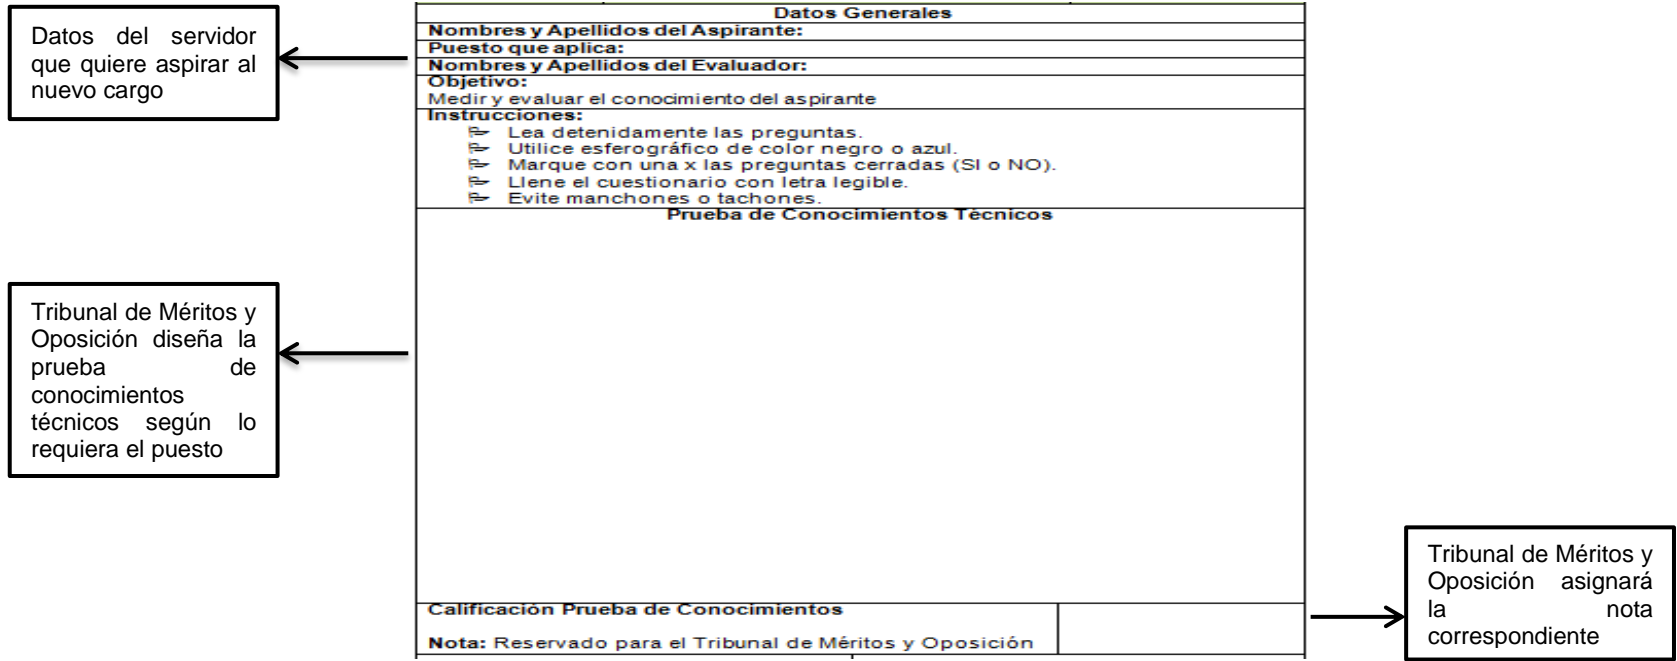 Datos del servidor
que quiere aspirar al
nuevo cargo
Datos Generales
Nombres y Apellidos del Aspirante:
Puesto que aplica:
Nombres y Apellidos del Evaluador:
Objetivo:
Medir y evaluar el conocimiento del aspirante
Instrucciones:
Lea detenidamente las preguntas.
Utilice esferográfico de color negro o azul.
Marque con una x las preguntas cerradas (SI o NO).
Llene el cuestionario con letra legible.
Evite manchones o tachones.
Prueba de Conocimientos Técnicos
Tribunal de Méritos y
Oposición diseña la
prueba de
conocimientos
técnicos según lo
requiera el puesto
Calificación Prueba de Conocimientos
Nota: Reservado para el Tribunal de Méritos y Oposición
Tribunal de Méritos y
Oposición asignará
la nota
correspondiente